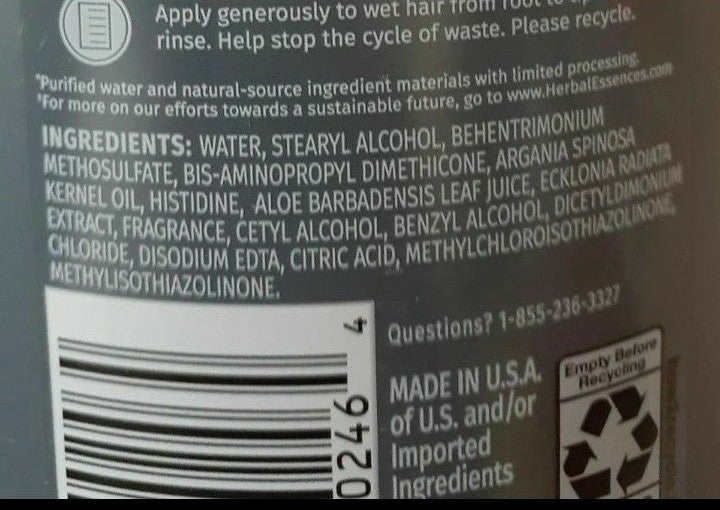 Apply generously to wet hair from root to
rinse. Help stop the cycle of waste. Please recycle.
*Purified water and natural-source ingredient materials with limited processing.
*For more on our efforts towards a sustainable future, go to www.HerbalEssences.com
INGREDIENTS: WATER, STEARYL ALCOHOL, BEHENTRIMONIUM
METHOSULFATE, BIS-AMINOPROPYL DIMETHICONE, ARGANIA SPINOSA
KERNEL OIL, HISTIDINE, ALOE BARBADENSIS LEAF JUICE, ECKLONIA RADIATA
EXTRACT, FRAGRANCE, CETYL ALCOHOL, BENZYL ALCOHOL, DICETYLDIMONIUM
CHLORIDE, DISODIUM EDTA, CITRIC ACID, METHYLCHLOROISOTHIAZOLINONE,
METHYLISOTHIAZOLINONE.
Questions? 1-855-236-3327
MADE IN U.S.A.
of U.S. and/or
Imported
Ingredients
Empty Before
Recycling
0246 4